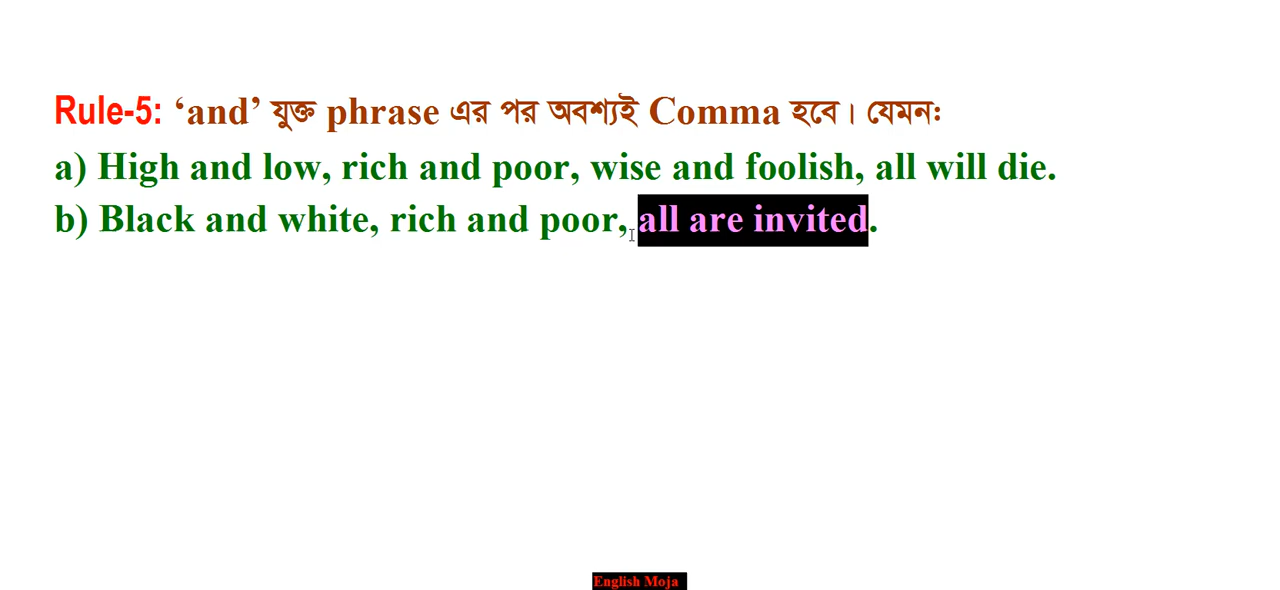 Rule-5: ‘and’ যুক্ত phrase এর পর অবশ্যই Comma হবে। যেমনঃ
a) High and low, rich and poor, wise and foolish, all will die.
b) Black and white, rich and poor, all are invited.
English Moja